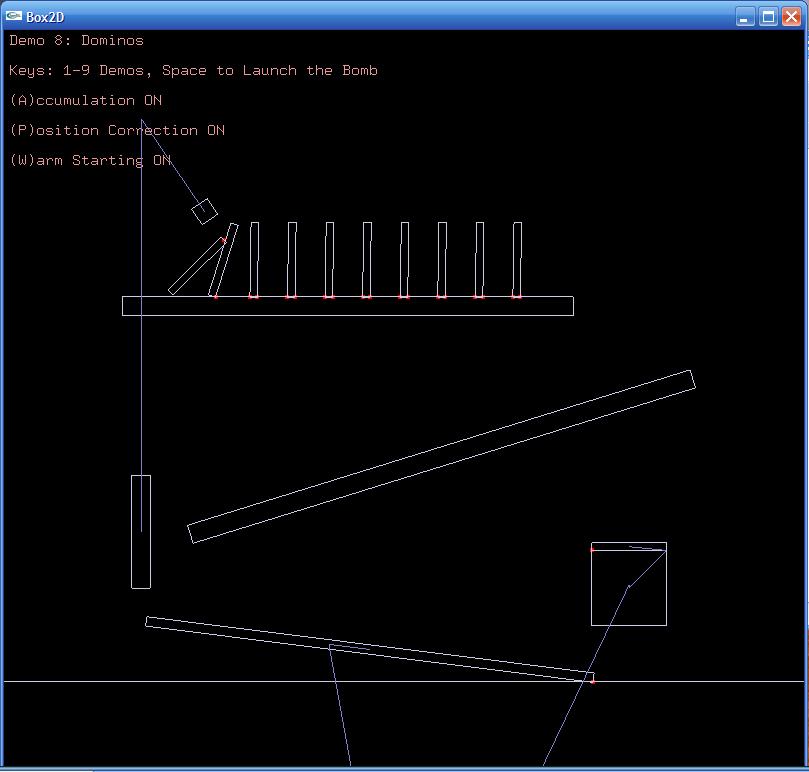 Box2D
Demo 8: Dominos
Keys: 1-9 Demos, Space to Launch the Bomb
(A)ccumulation ON
(P)osition Correction ON
(W)arm Starting ON